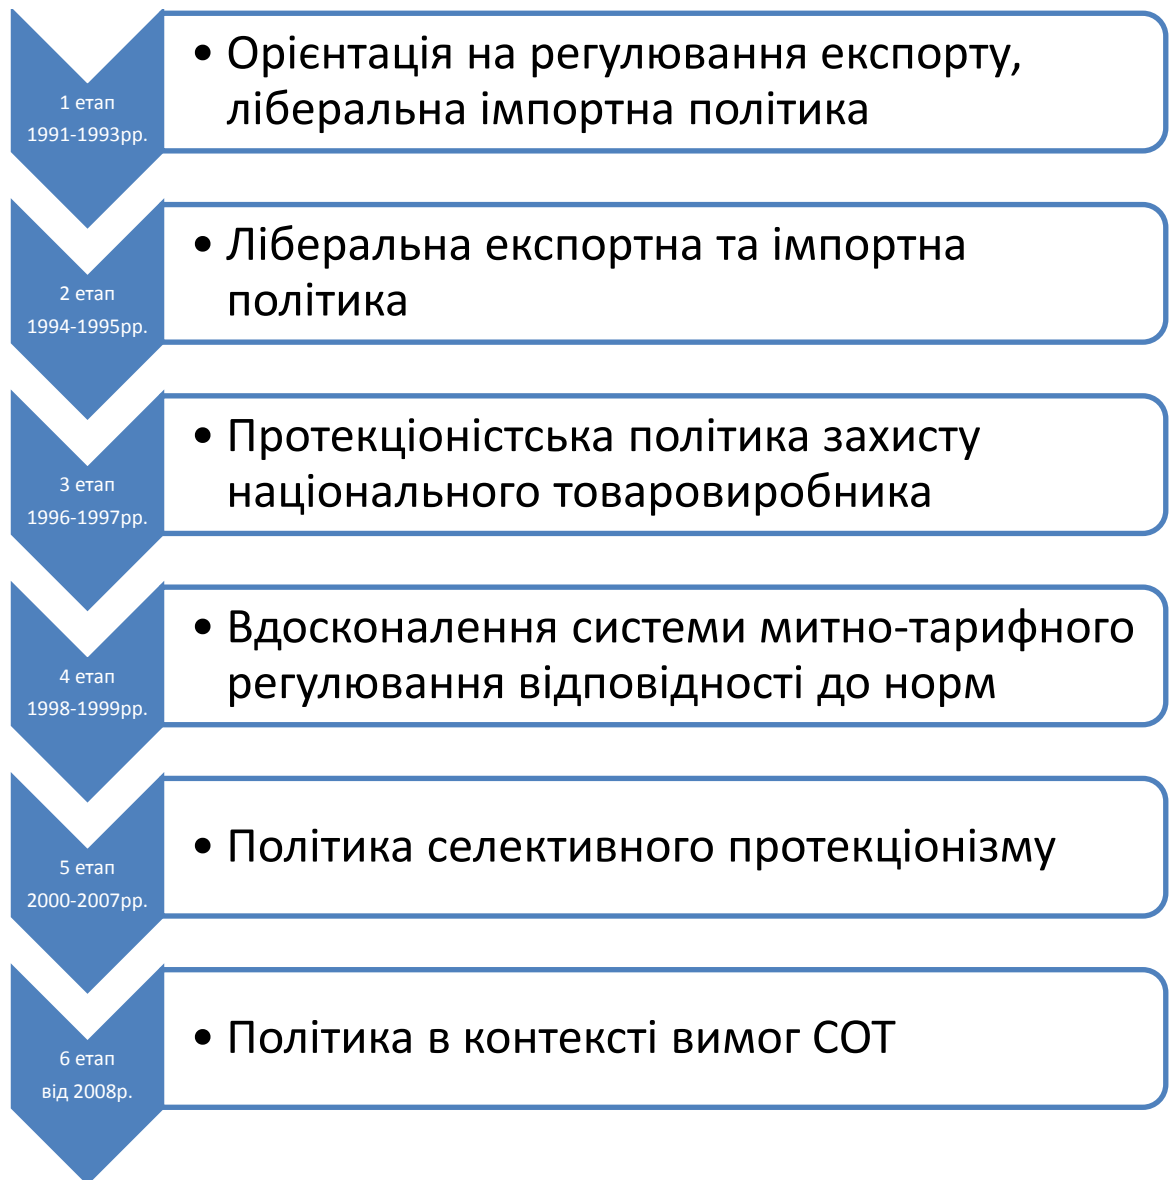 1 етап
1991-1993рр.
• Орієнтація на регулювання експорту,
ліберальна імпортна політика
2 етап
1994-1995рр.
• Ліберальна експортна та імпортна
політика
3 етап
1996-1997рр.
• Протекціоністська політика захисту
національного товаровиробника
4 етап
1998-1999рр.
• Вдосконалення системи митно-тарифного
регулювання відповідності до норм
5 етап
2000-2007рр.
• Політика селективного протекціонізму
6 етап
від 2008р.
• Політика в контексті вимог СОТ